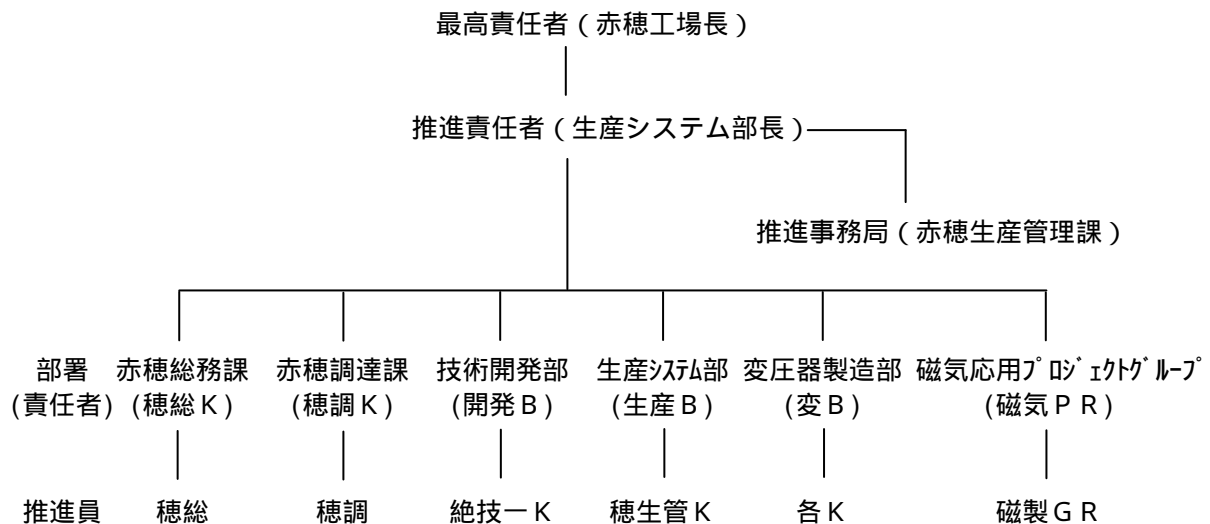 最高責任者(赤穂工場長)
推進責任者(生産システム部長)
推進事務局(赤穂生産管理課)
部署 赤穂総務課 赤穂調達課 技術開発部 生産システム部 変圧器製造部 磁気応用プロジェクトグループ
(責任者) (穂総K) (穂調K) (開発B) (生産B) (変B) (磁気PR)
推進員 穂総 穂調 絶技一K 穂生管K 各K 磁製GR